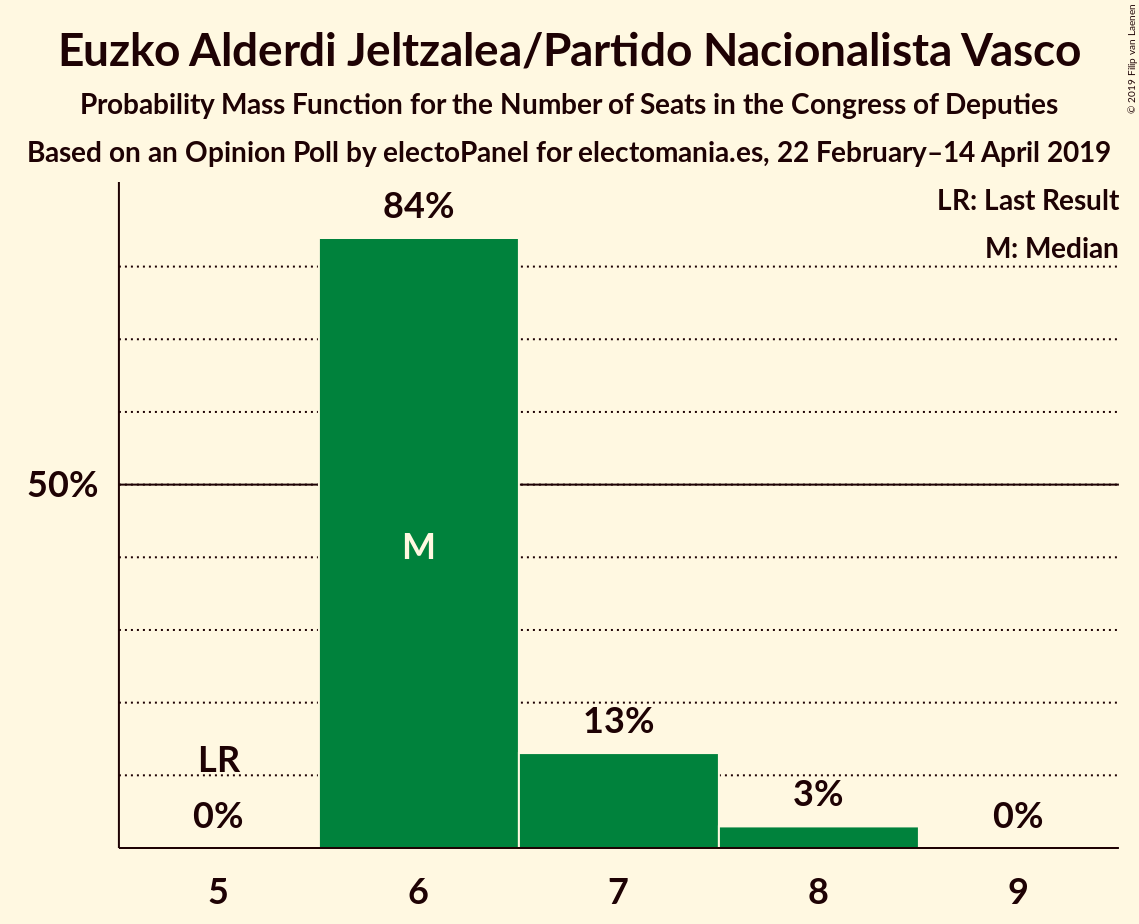 Euzko Alderdi Jeltzalea/Partido Nacionalista Vasco
Probability Mass Function for the Number of Seats in the Congress of Deputies
Based on an Opinion Poll by electoPanel for electomania.es, 22 February–14 April 2019
© 2019 Filip van Laenen
LR: Last Result
M: Median
84%
50%
M
13%
LR
3%
0%
0%
5
6
7
8
9